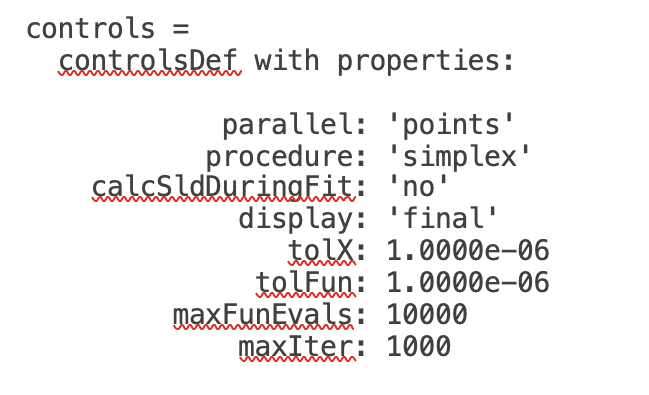 controls =
controlsDef with properties:
parallel: 'points'
procedure: 'simplex'
calcSldDuringFit: 'no'
display: 'final'
tolX: 1.0000e-06
tolFun: 1.0000e-06
maxFunEvals: 10000
maxIter: 1000